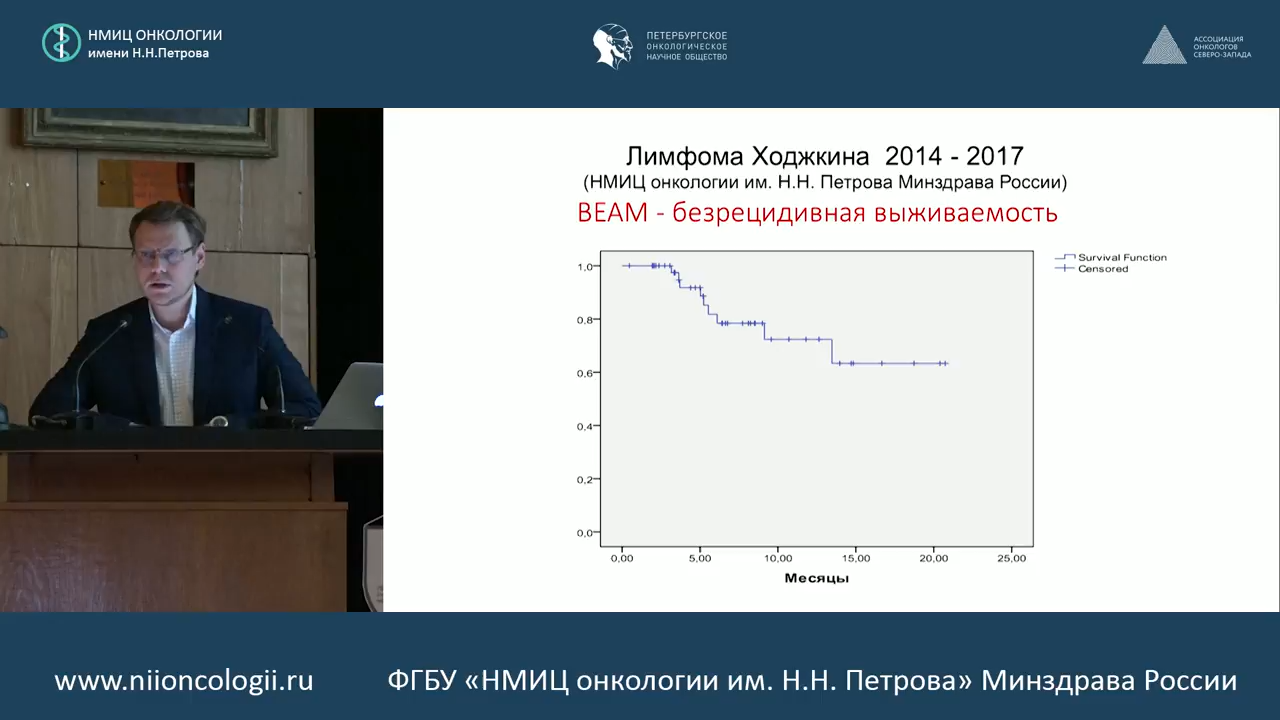 НМИЦ ОНКОЛОГИИ
имени Н.Н.Петрова
ПЕТЕРБУРГСКОЕ
ОНКОЛОГИЧЕСКОЕ
НАУЧНОЕ ОБЩЕСТВО
АССОЦИАЦИЯ
ОНКОЛОГОВ
СЕВЕРО-ЗАПАДА
Лимфома Ходжкина 2014 - 2017
(НМИЦ онкологии им. Н.Н. Петрова Минздрава России)
BEAM - безрецидивная выживаемость
Survival Function
Censored
1,0
0,8
0,6
0,4
0,2
0,0
0,00 5,00 10,00 15,00 20,00 25,00
Месяцы
www.niioncologii.ru
ФГБУ «НМИЦ онкологии им. Н.Н. Петрова» Минздрава России